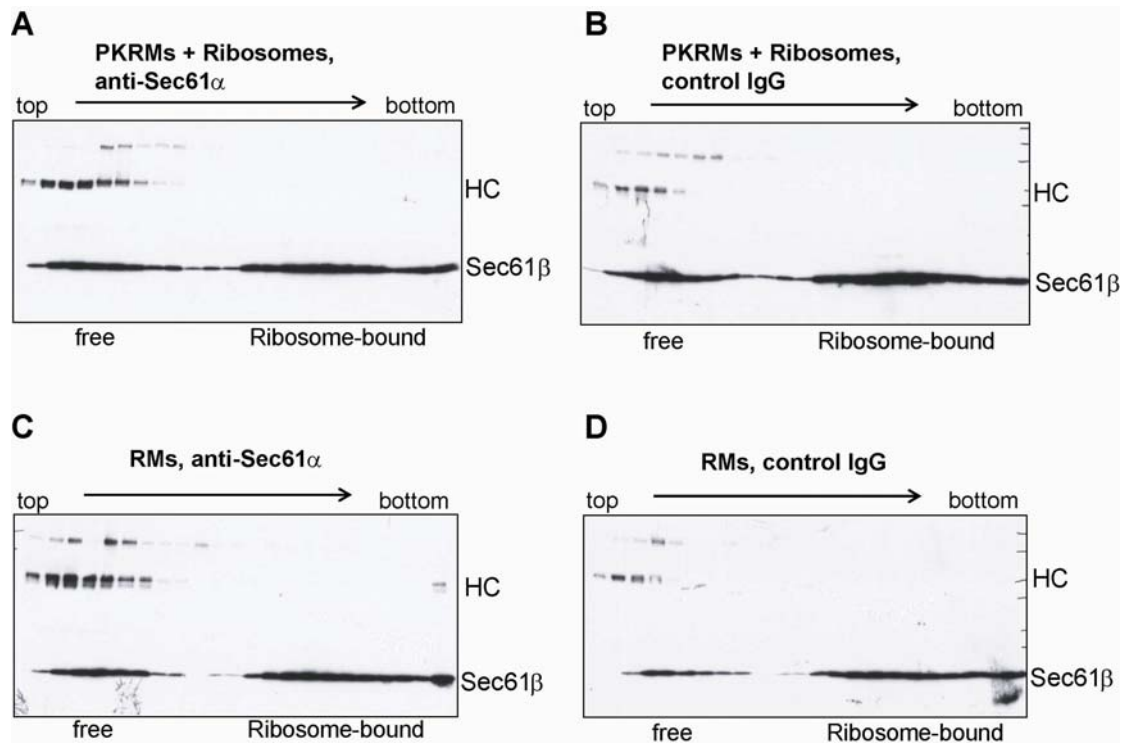 A
PKRMs + Ribosomes,
anti-Sec61α
top
bottom
HC
Sec61β
free
Ribosome-bound
B
PKRMs + Ribosomes,
control IgG
top
bottom
HC
Sec61β
free
Ribosome-bound
C
RMs, anti-Sec61α
top
bottom
HC
Sec61β
free
Ribosome-bound
D
RMs, control IgG
top
bottom
HC
Sec61β
free
Ribosome-bound